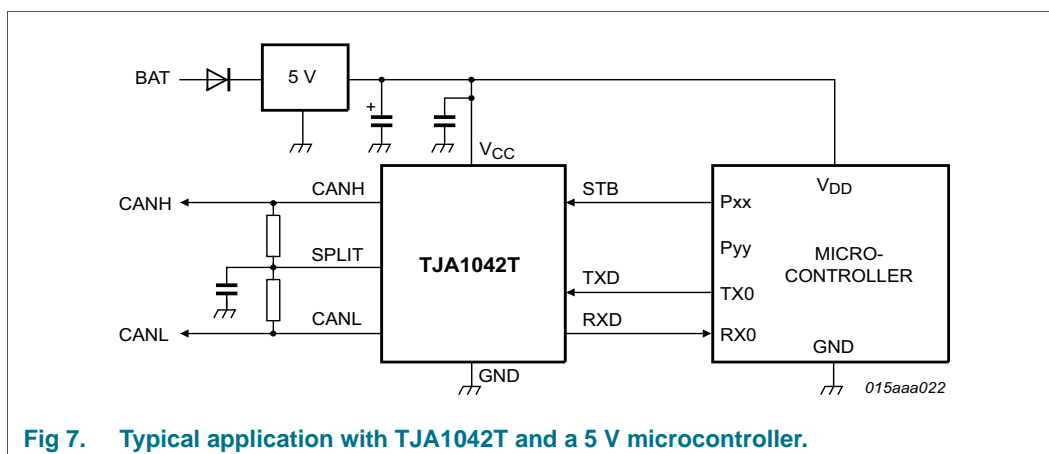 BAT
5 V
+
VCC
CANH
CANH
SPLIT
CANL
CANL
TJA1042T
GND
STB
TXD
RXD
VDD
Pxx
Pyy
MICRO-
CONTROLLER
TX0
RX0
GND
015aaa022
Fig 7. Typical application with TJA1042T and a 5 V microcontroller.